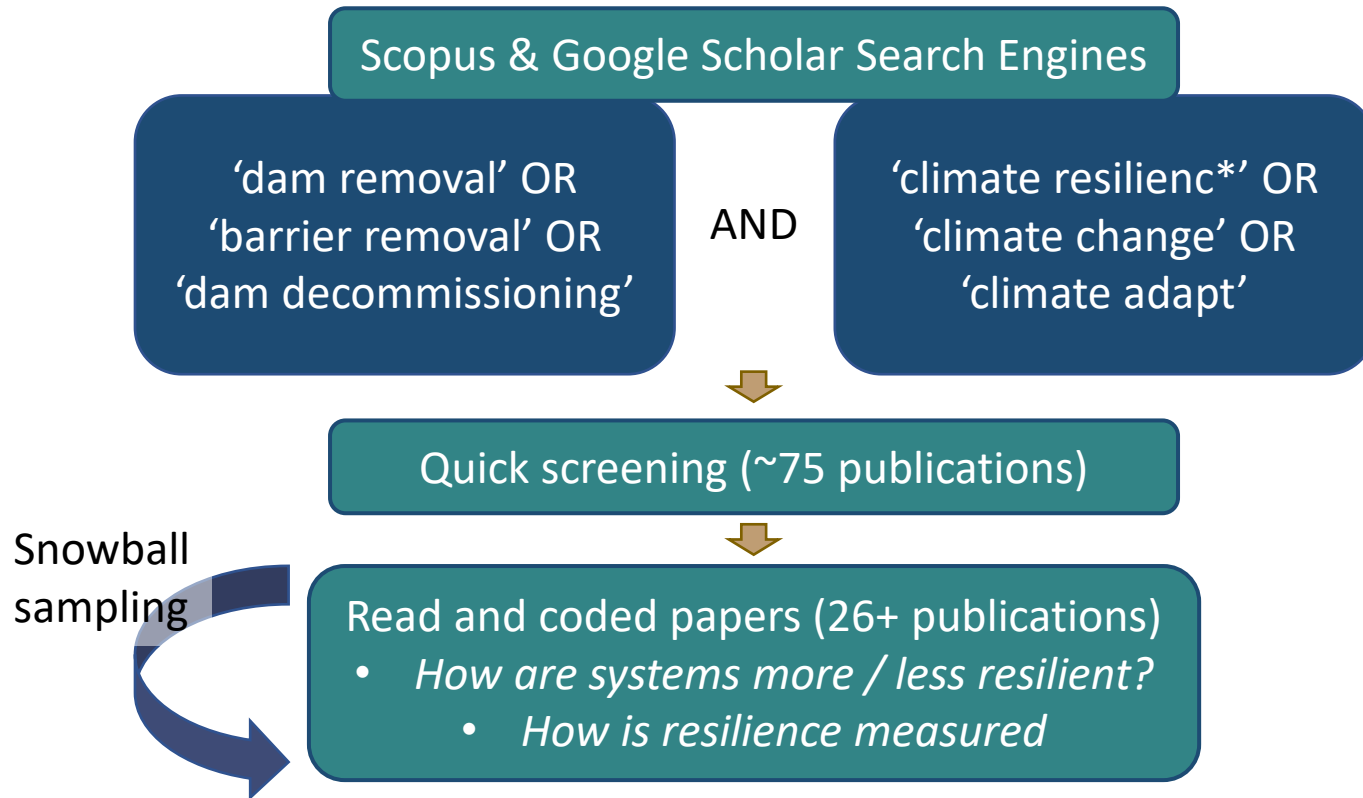 Scopus & Google Scholar Search Engines
‘dam removal’ OR
‘barrier removal’ OR
‘dam decommissioning’
AND
‘climate resilienc*’ OR
‘climate change’ OR
‘climate adapt’
Quick screening (~75 publications)
Snowball
sampling
Read and coded papers (26+ publications)
• How are systems more / less resilient?
• How is resilience measured